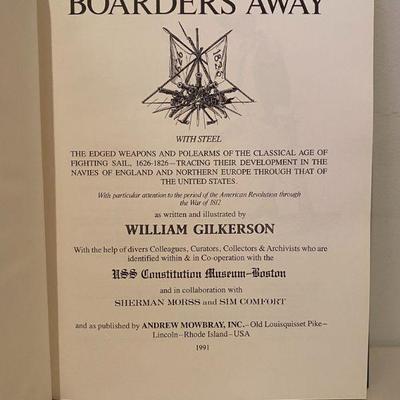 BOARDERS AWAY
1626 1826
WITH STEEL
THE EDGED WEAPONS AND POLEARMS OF THE CLASSICAL AGE OF
FIGHTING SAIL, 1626-1826—TRACING THEIR DEVELOPMENT IN THE
NAVIES OF ENGLAND AND NORTHERN EUROPE THROUGH THAT OF
THE UNITED STATES.
With particular attention to the period of the American Revolution through
the War of 1812
as written and illustrated by
WILLIAM GILKERSON
With the help of divers Colleagues, Curators, Collectors & Archivists who are
identified within & in Co-operation with the
USS Constitution Museum—Boston
and in collaboration with
SHERMAN MORSS and SIM COMFORT
and as published by ANDREW MOWBRAY, INC.—Old Louisquisset Pike—
Lincoln—Rhode Island—USA
1991